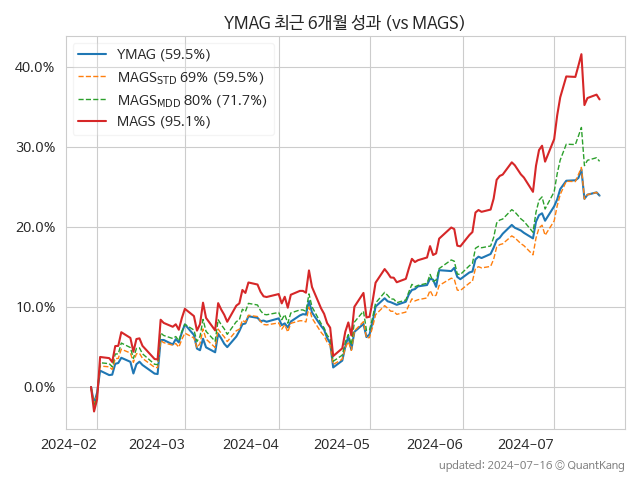 YMAG 최근 6개월 성과 (vs MAGS)
YMAG (59.5%)
MAGS_STD 69% (59.5%)
MAGS_MDD 80% (71.7%)
MAGS (95.1%)
40.0%
30.0%
20.0%
10.0%
0.0%
2024-02 2024-03 2024-04 2024-05 2024-06 2024-07
updated: 2024-07-16 © QuantKang